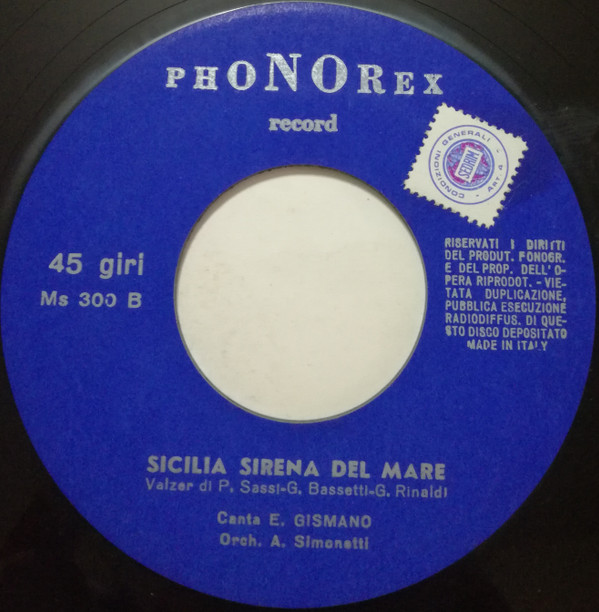 PHONOREX
record
GENERALI
CONDIZIONI
ART. 4
SEDRIM
45 giri
Ms 300 B
RISERVATI I DIRITTI
DEL PRODUT. FONOGR.
E DEL PROP. DELL'O-
PERA RIPRODOT. - VIE-
TATA DUPLICAZIONE,
PUBBLICA ESECUZIONE
RADIODIFFUS. DI QUE-
STO DISCO DEPOSITATO
MADE IN ITALY
SICILIA SIRENA DEL MARE
Valzer di P. Sassi-G. Bassetti-G. Rinaldi
Canta E. GISMANO
Orch. A. Simonetti